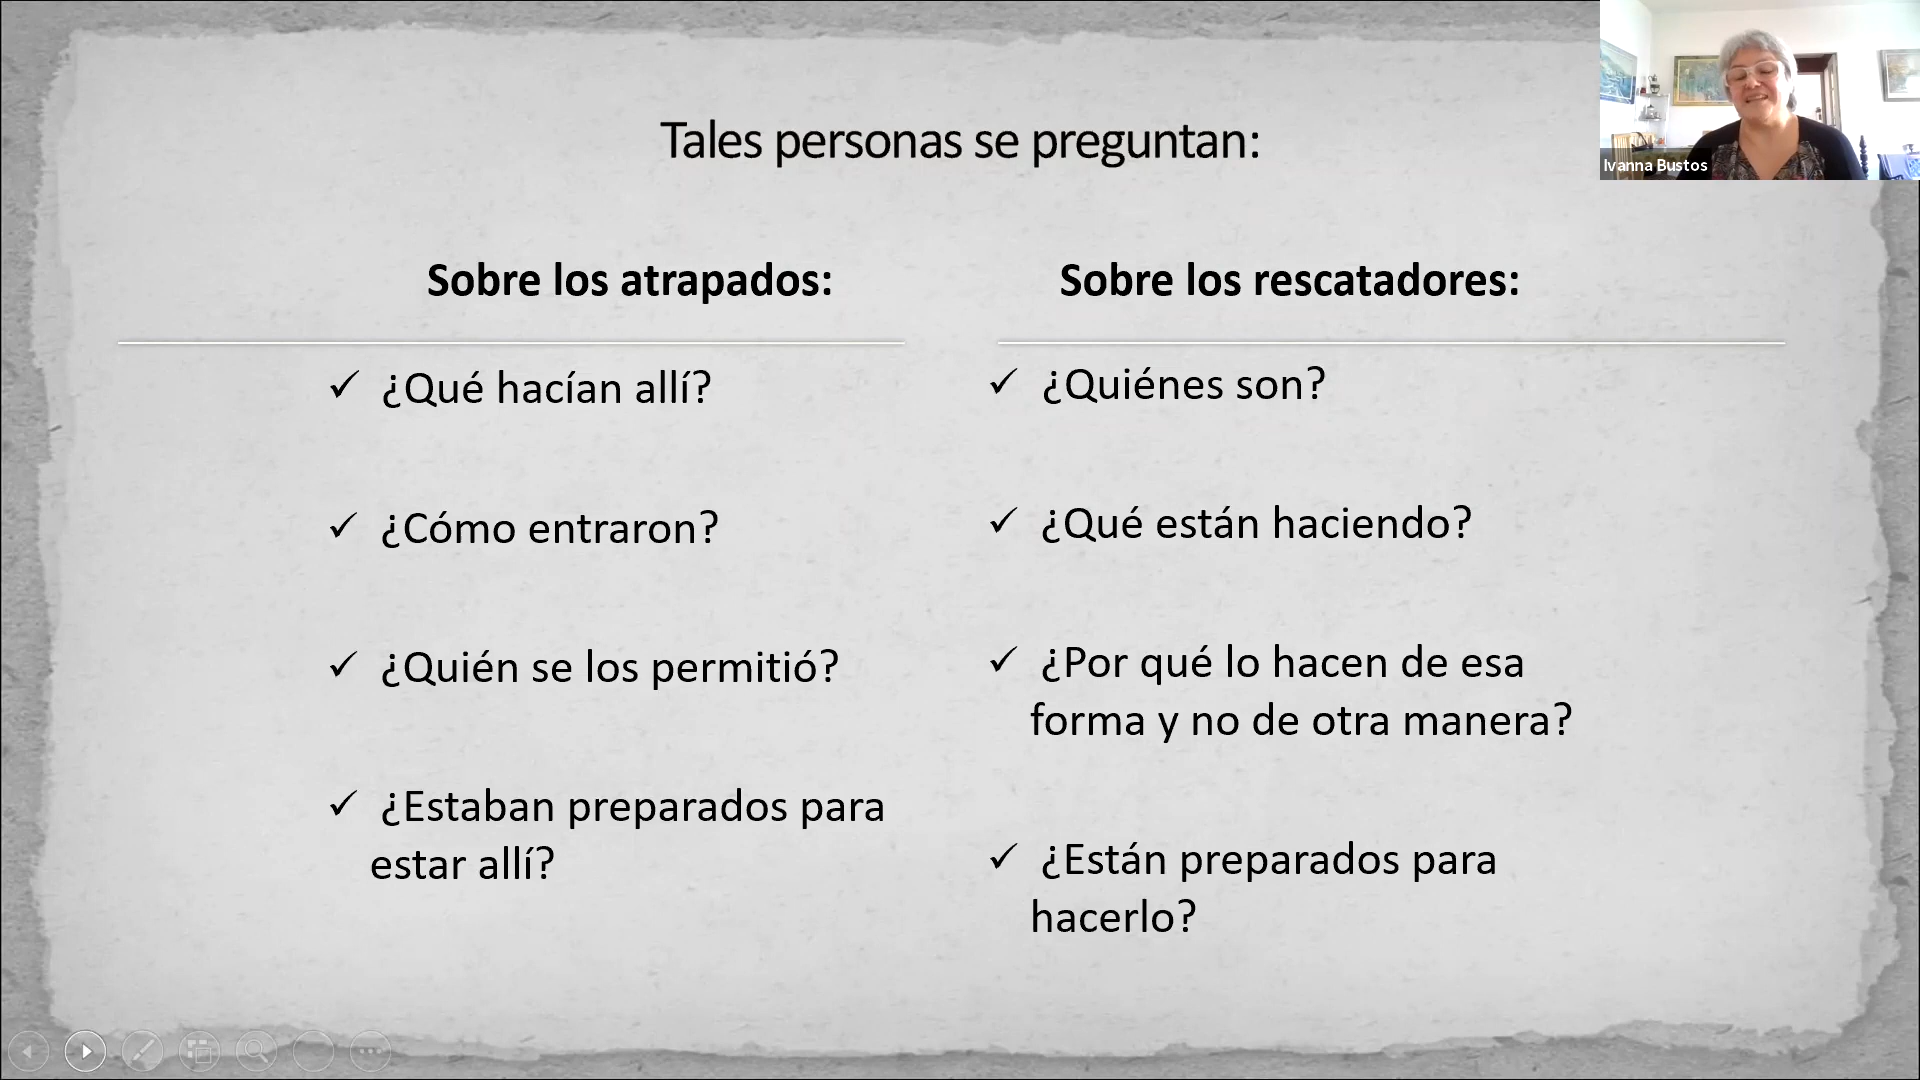 Tales personas se preguntan:
Ivanna Bustos
Sobre los atrapados:
✓ ¿Qué hacían allí?
✓ ¿Cómo entraron?
✓ ¿Quién se los permitió?
✓ ¿Estaban preparados para
estar allí?
Sobre los rescatadores:
✓ ¿Quiénes son?
✓ ¿Qué están haciendo?
✓ ¿Por qué lo hacen de esa
forma y no de otra manera?
✓ ¿Están preparados para
hacerlo?